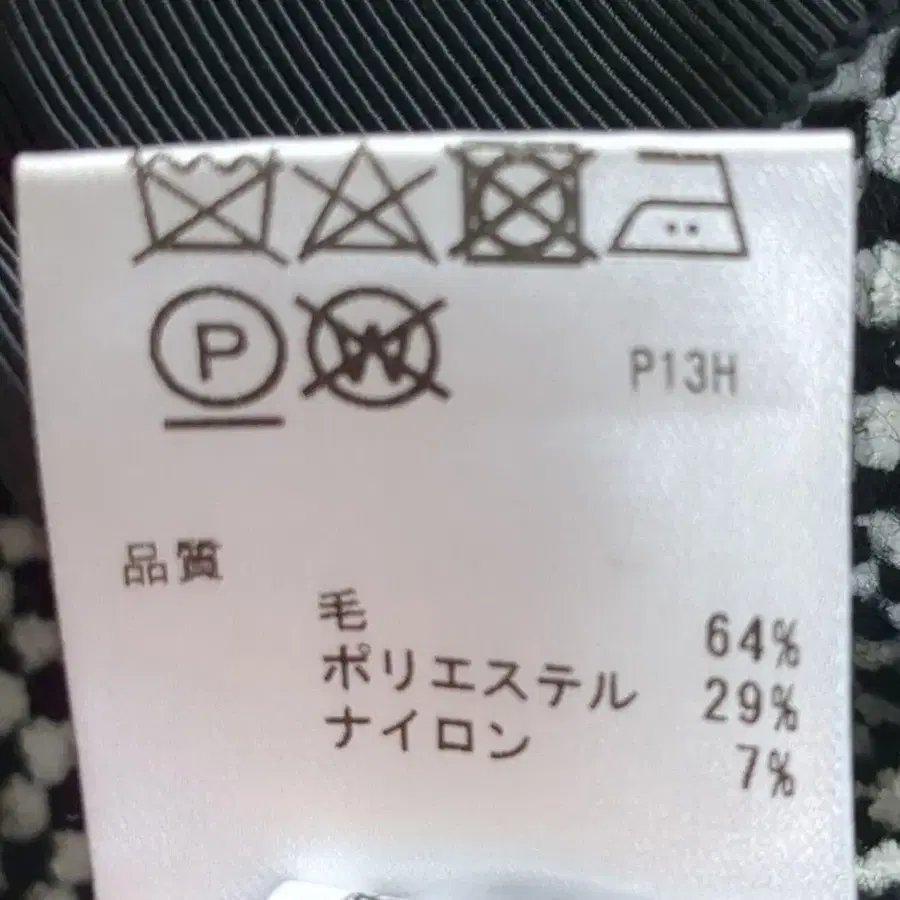 P
W
P13H
品質
毛 64%
ポリエステル 29%
ナイロン 7%